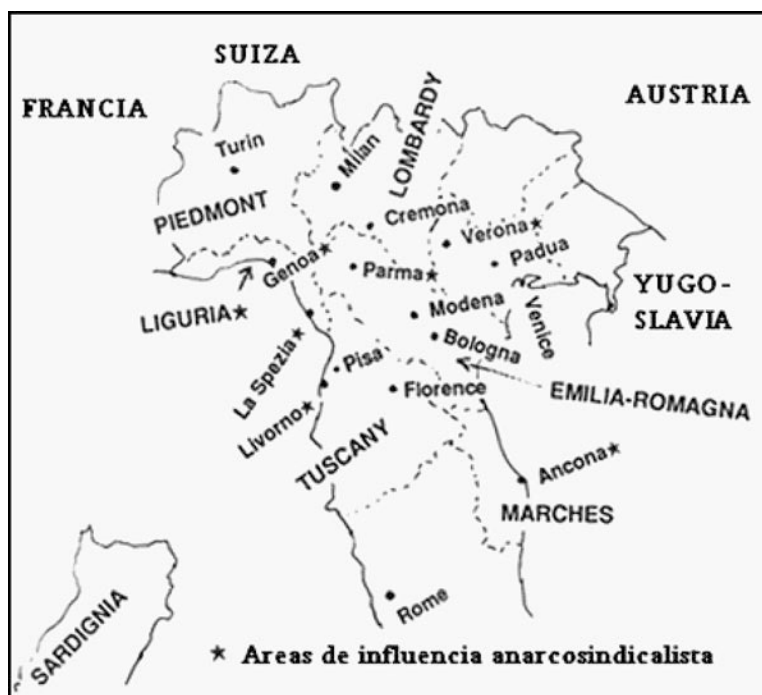 SUIZA
FRANCIA
AUSTRIA
Turin
Milan
LOMBARDY
PIEDMONT
Cremona
Verona★
Genoa★
Parma★
Padua
YUGO-
SLAVIA
LIGURIA★
Modena
Venice
La Spezia★
Pisa
Bologna
Florence
EMILIA-ROMAGNA
Livorno★
TUSCANY
Ancona★
MARCHES
Rome
SARDIGNIA
★ Areas de influencia anarcosindicalista